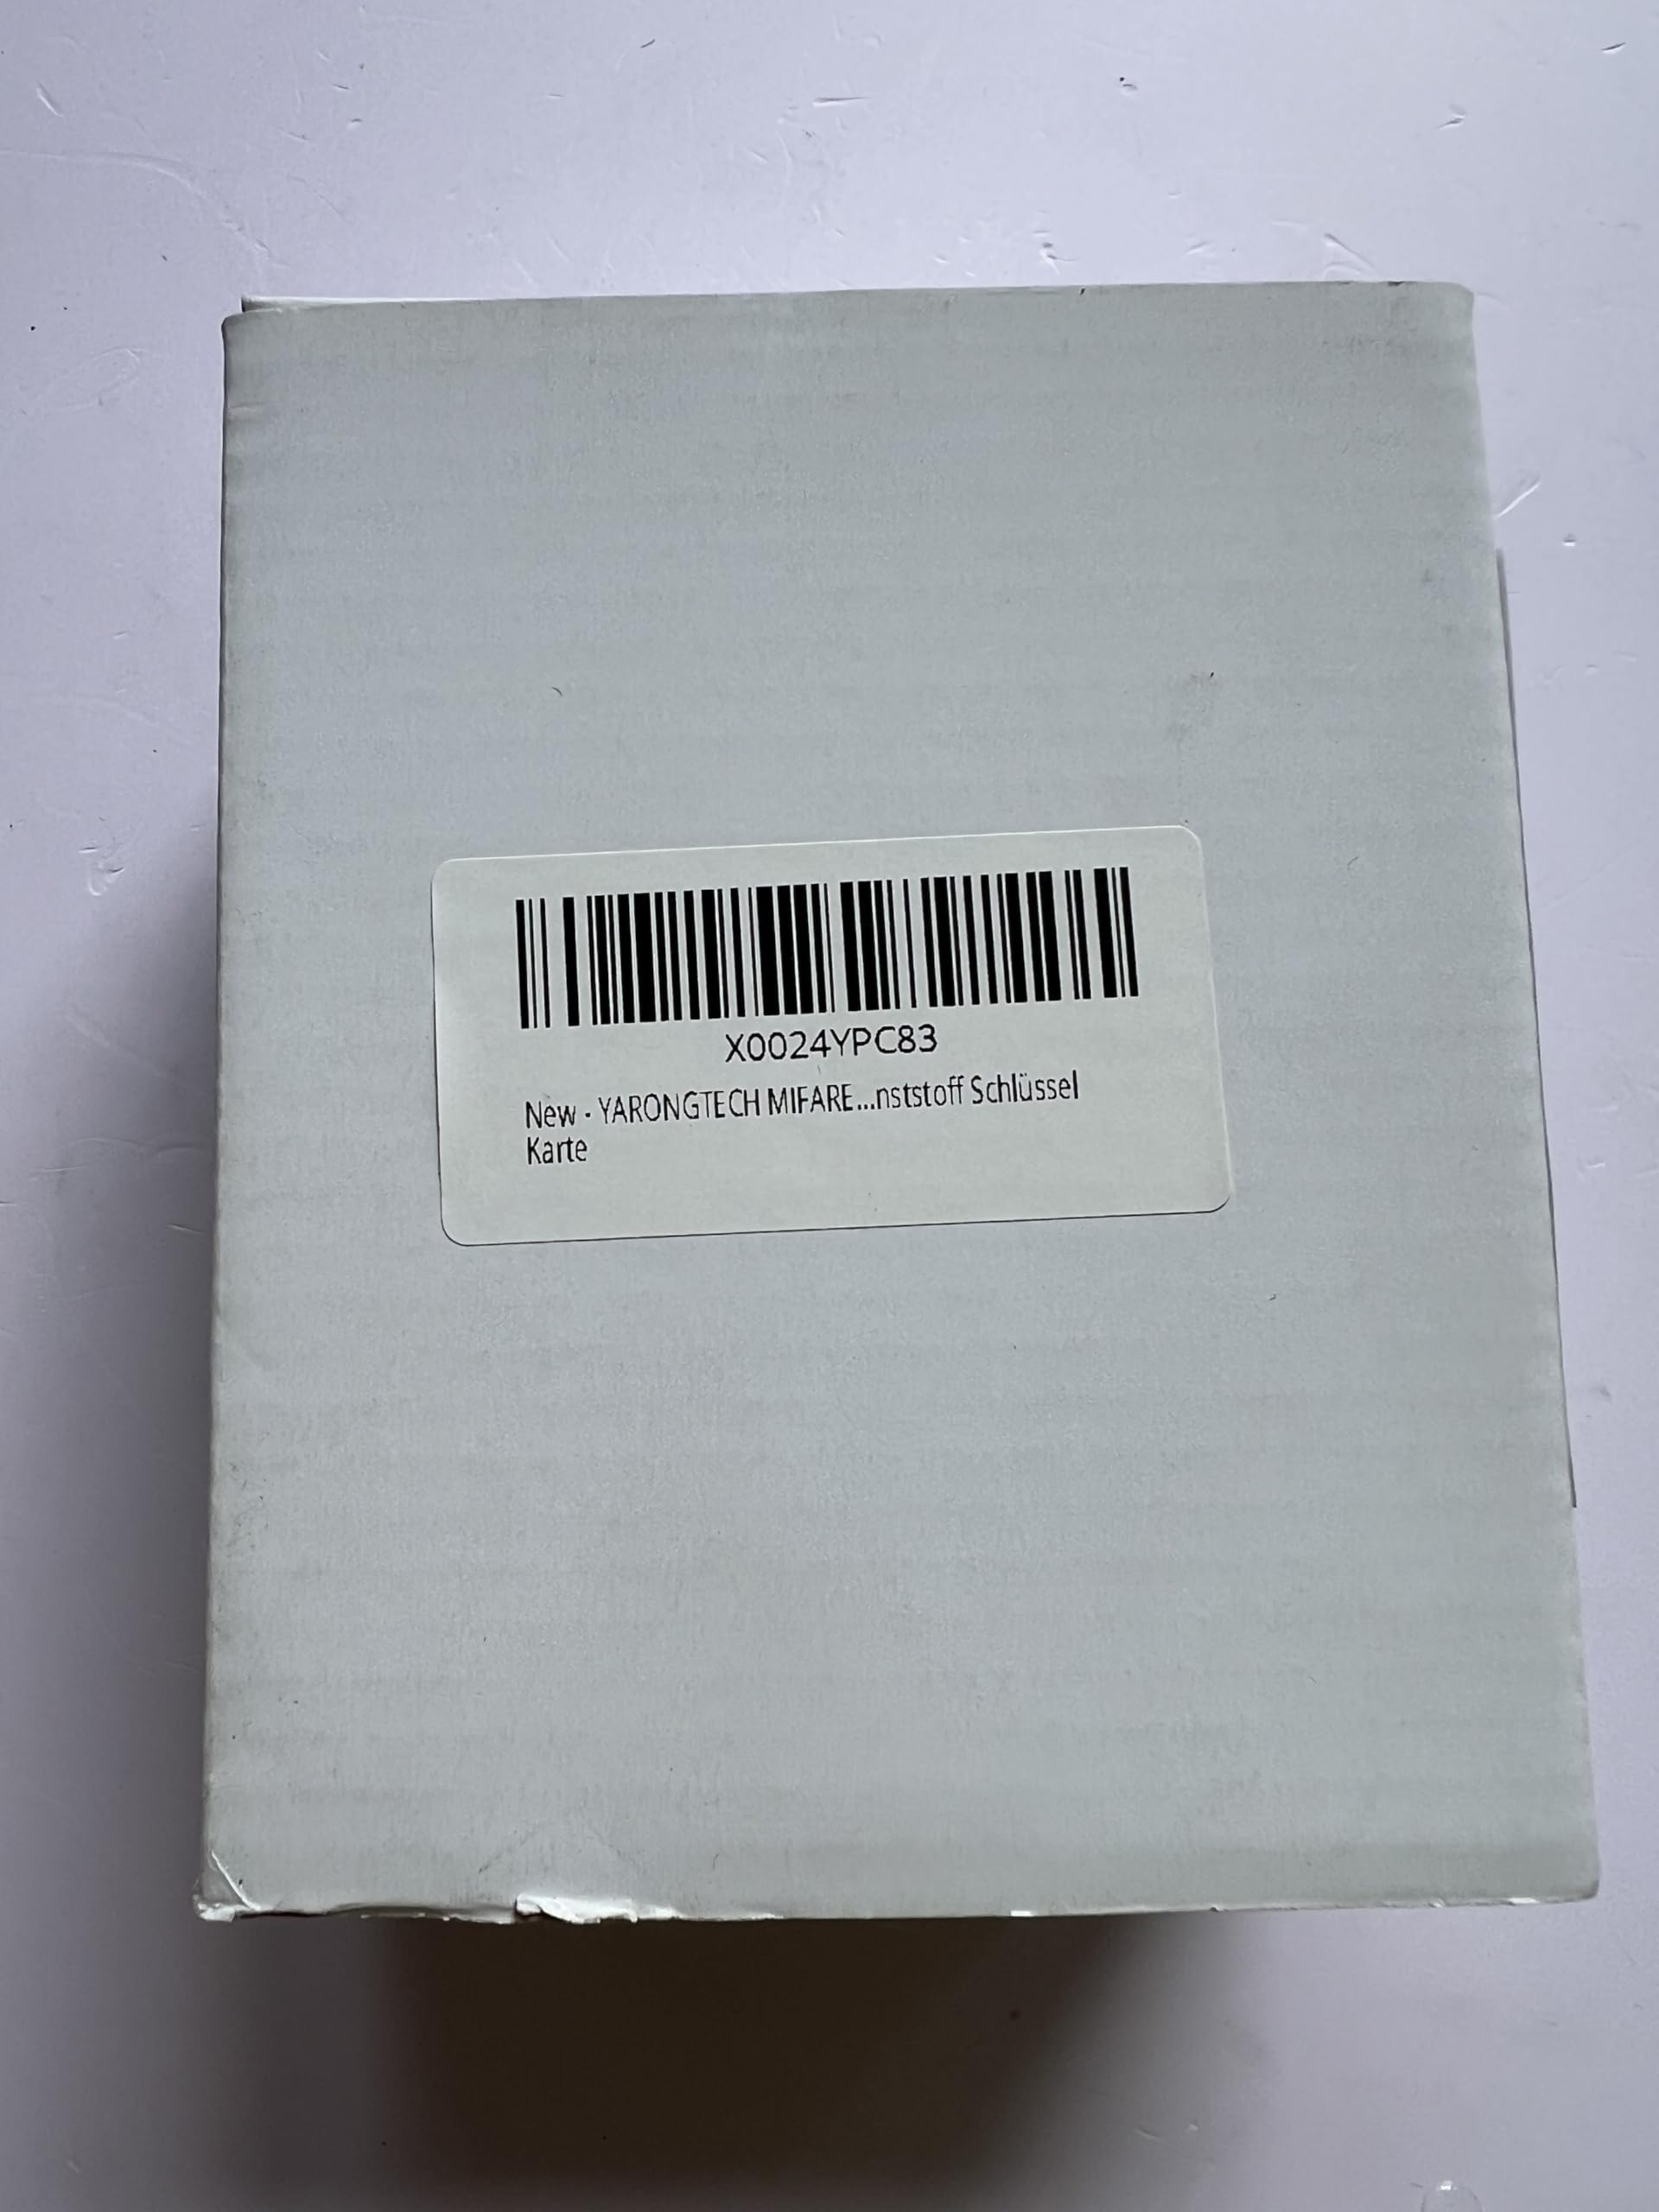 X0024YPC83
New - YARONGTECH MIFARE...nststoff Schlüssel
Karte